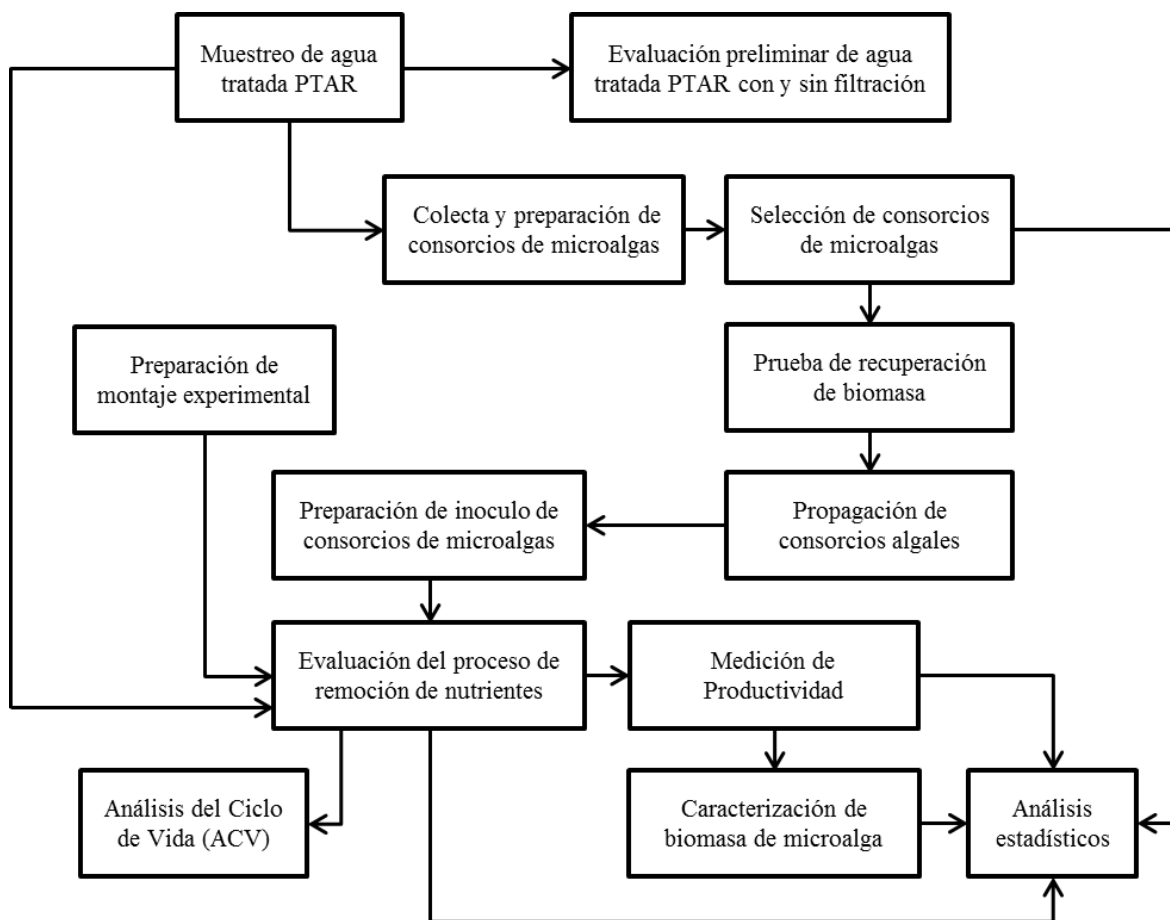 Muestreo de agua
tratada PTAR
Evaluación preliminar de agua
tratada PTAR con y sin filtración
Colecta y preparación de
consorcios de microalgas
Selección de consorcios
de microalgas
Preparación de
montaje experimental
Prueba de recuperación
de biomasa
Preparación de inoculo de
consorcios de microalgas
Propagación de
consorcios algales
Evaluación del proceso de
remoción de nutrientes
Medición de
Productividad
Análisis del Ciclo
de Vida (ACV)
Caracterización de
biomasa de microalga
Análisis
estadísticos